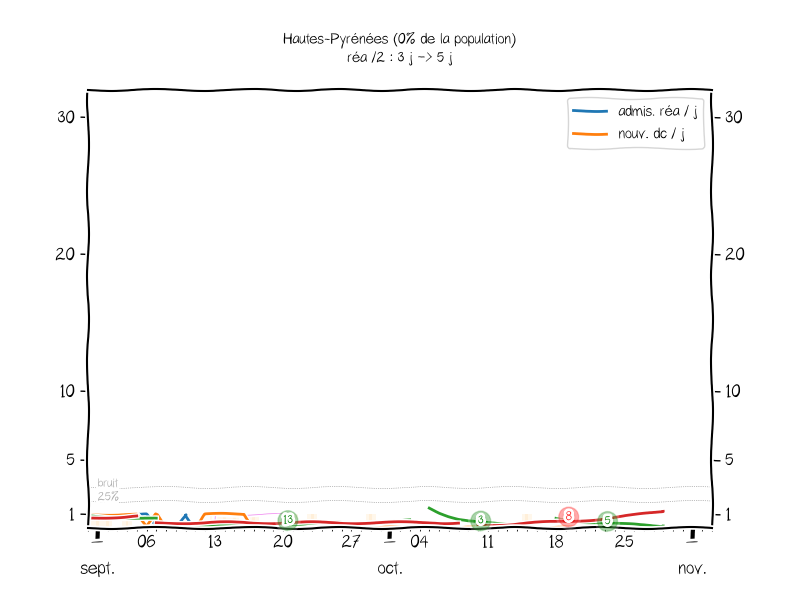 Hautes-Pyrénées (0% de la population)
réa /2 : 3 j -> 5 j
admis. réa / j
nouv. dc / j
30 30
20 20
10 10
5 5
bruit
25%
1 1
13 3 8 5
06 13 20 27 04 11 18 25
sept. oct. nov.